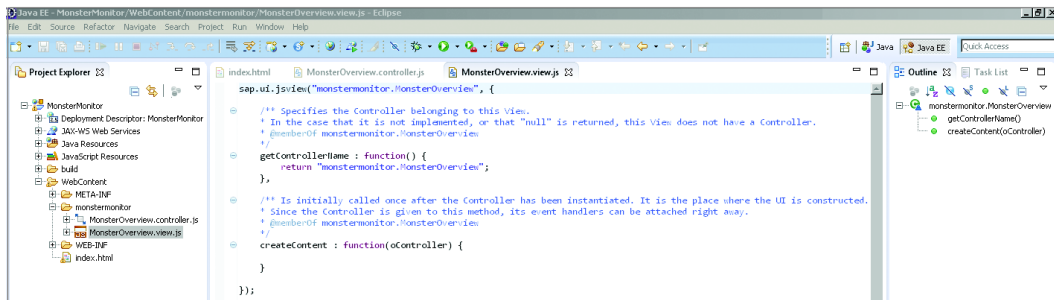 Java EE - MonsterMonitor/WebContent/monstermonitor/MonsterOverview.view.js - Eclipse
File Edit Source Refactor Navigate Search Project Run Window Help
Java
Java EE
Quick Access
Project Explorer
index.html
MonsterOverview.controller.js
MonsterOverview.view.js
Outline
Task List
MonsterMonitor
Deployment Descriptor: MonsterMonitor
JAX-WS Web Services
Java Resources
JavaScript Resources
build
WebContent
META-INF
monstermonitor
MonsterOverview.controller.js
MonsterOverview.view.js
WEB-INF
index.html
sap.ui.jsview("monstermonitor.MonsterOverview", {
/** Specifies the Controller belonging to this View.
* In the case that it is not implemented, or that "null" is returned, this View does not have a Controller.
* @memberOf monstermonitor.MonsterOverview
*/
getControllerName : function() {
return "monstermonitor.MonsterOverview";
},
/** Is initially called once after the Controller has been instantiated. It is the place where the UI is constructed.
* Since the Controller is given to this method, its event handlers can be attached right away.
* @memberOf monstermonitor.MonsterOverview
*/
createContent : function(oController) {
}
});
monstermonitor.MonsterOverview
getControllerName()
createContent(oController)